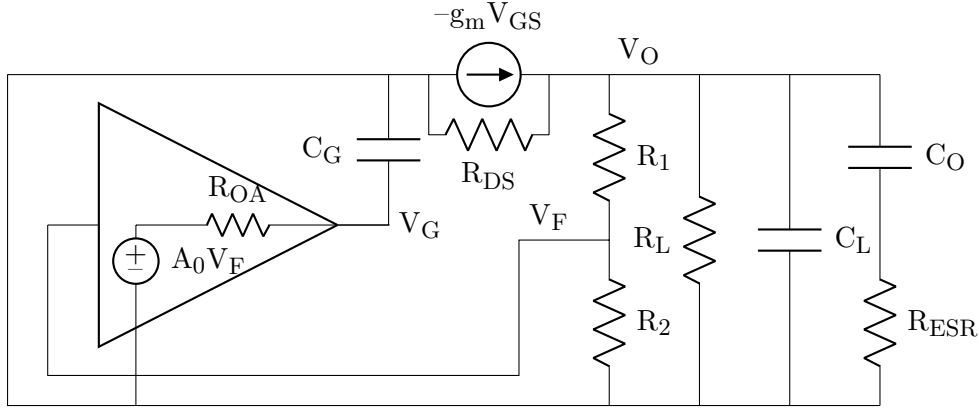 –gmVGS
VO
CG
RDS
R1
CO
ROA
VG
VF
RL
CL
+
−
A0VF
R2
RESR